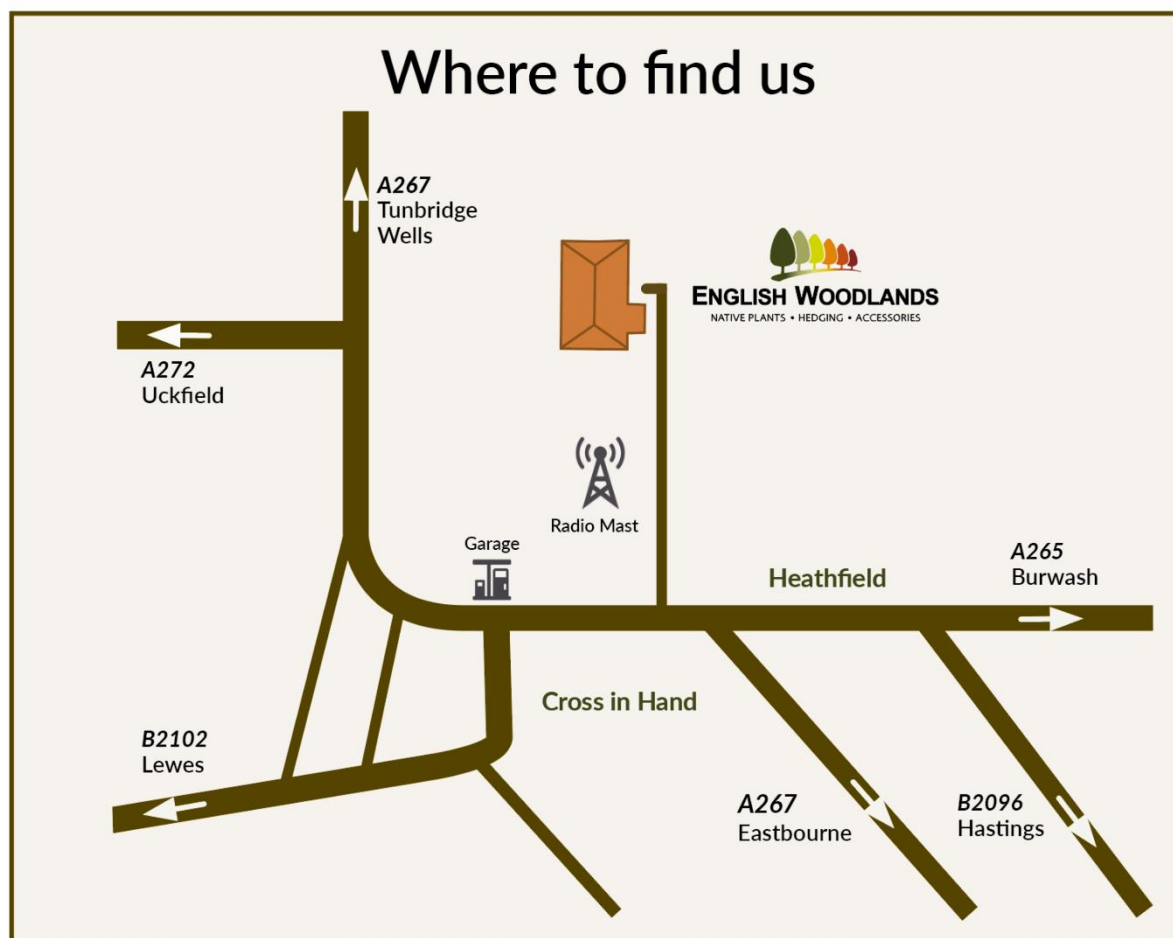 Where to find us
A267
Tunbridge
Wells
ENGLISH WOODLANDS
NATIVE PLANTS • HEDGING • ACCESSORIES
A272
Uckfield
Radio Mast
Garage
A265
Burwash
Heathfield
Cross in Hand
B2102
Lewes
A267
Eastbourne
B2096
Hastings